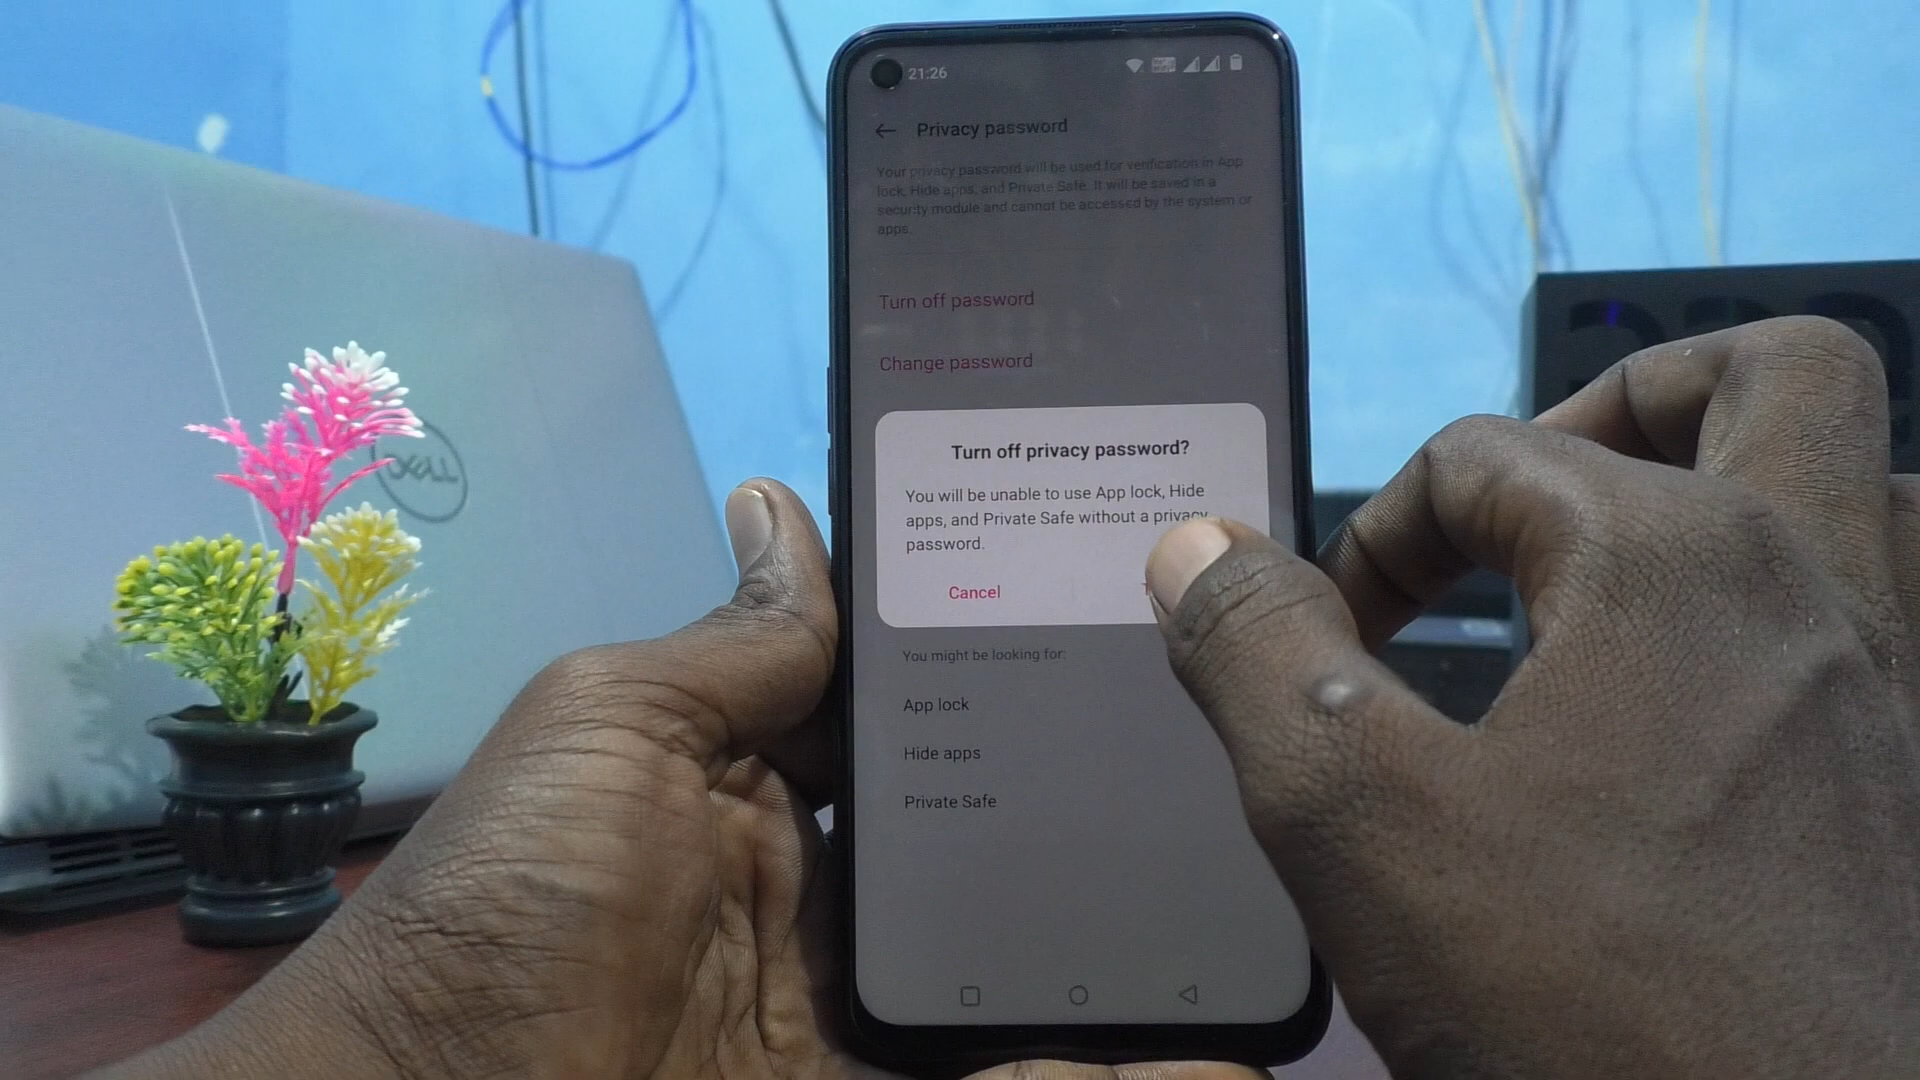 21:26
Privacy password
Your privacy password will be used for verification in App
lock, Hide apps, and Private Safe. It will be saved in a
security module and cannot be accessed by the system or
apps.
Turn off password
Change password
Turn off privacy password?
You will be unable to use App lock, Hide
apps, and Private Safe without a privacy
password.
Cancel
You might be looking for:
App lock
Hide apps
Private Safe
DELL